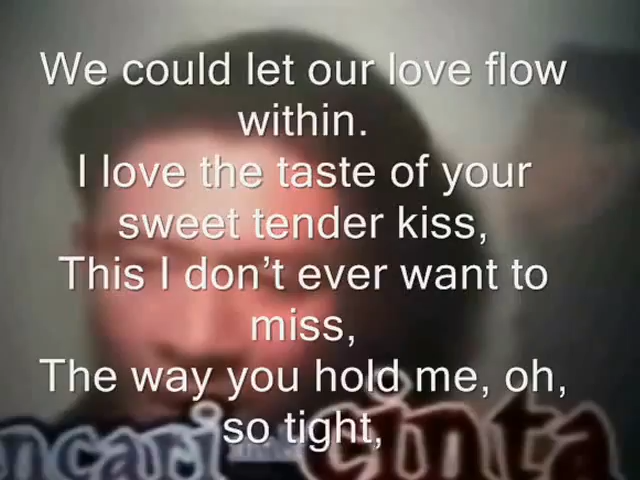 We could let our love flow
within.
I love the taste of your
sweet tender kiss,
This I don’t ever want to
miss,
The way you hold me, oh,
so tight,
ncari cinta